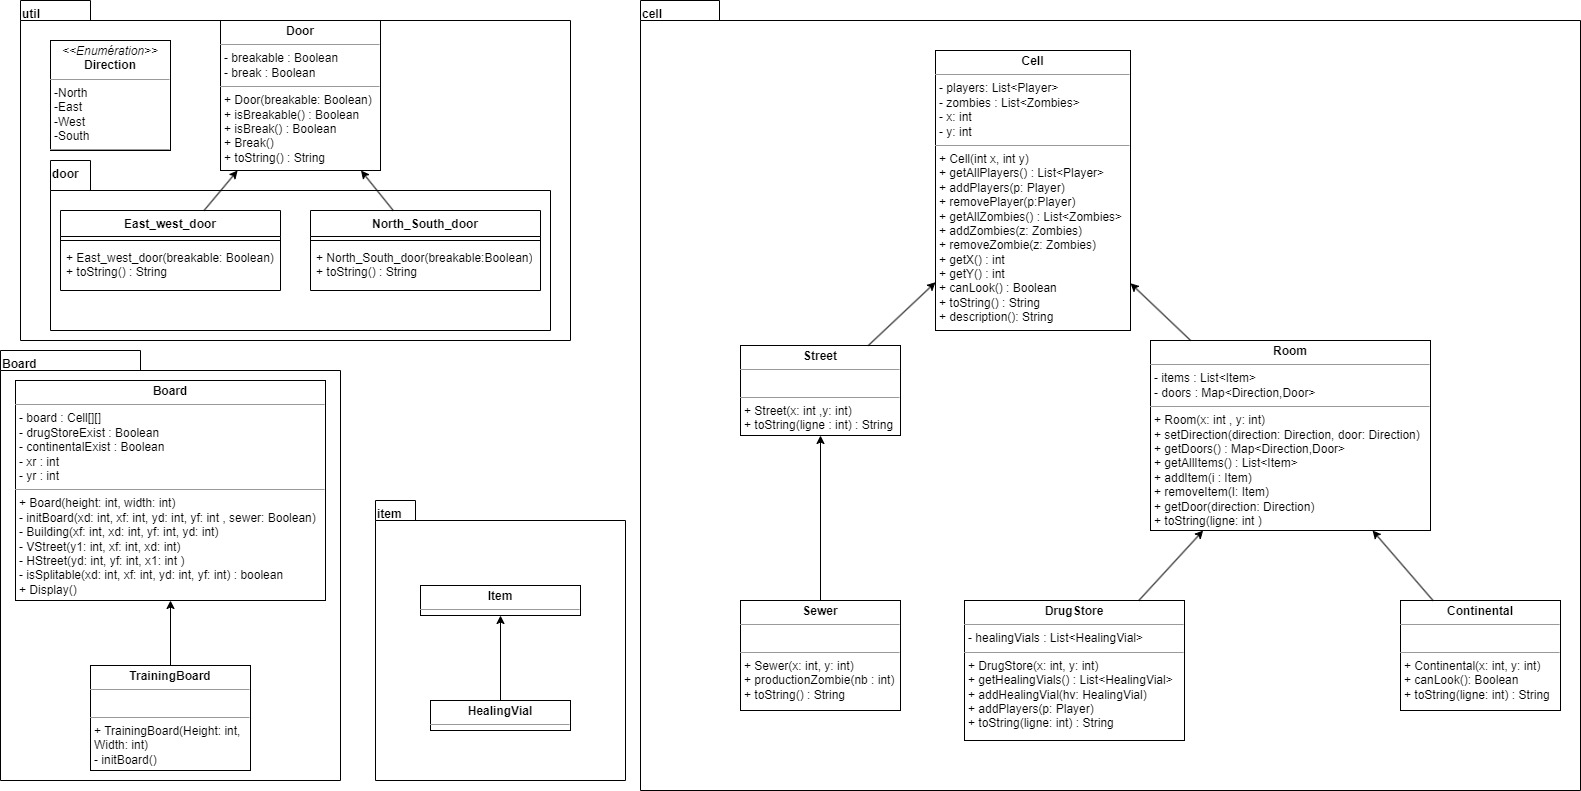 util
<<Enumération>>
Direction
-North
-East
-West
-South
Door
- breakable : Boolean
- break : Boolean
+ Door(breakable: Boolean)
+ isBreakable() : Boolean
+ isBreak() : Boolean
+ Break()
+ toString() : String
door
East_west_door
+ East_west_door(breakable: Boolean)
+ toString() : String
North_South_door
+ North_South_door(breakable:Boolean)
+ toString() : String
Board
Board
- board : Cell[][]
- drugStoreExist : Boolean
- continentalExist : Boolean
- xr : int
- yr : int
+ Board(height: int, width: int)
- initBoard(xd: int, xf: int, yd: int, yf: int , sewer: Boolean)
- Building(xf: int, xd: int, yf: int, yd: int)
- VStreet(y1: int, xf: int, xd: int)
- HStreet(yd: int, yf: int, x1: int )
- isSplitable(xd: int, xf: int, yd: int, yf: int) : boolean
+ Display()
TrainingBoard
+ TrainingBoard(Height: int,
Width: int)
- initBoard()
item
Item
HealingVial
cell
Cell
- players: List<Player>
- zombies : List<Zombies>
- x: int
- y: int
+ Cell(int x, int y)
+ getAllPlayers() : List<Player>
+ addPlayers(p: Player)
+ removePlayer(p:Player)
+ getAllZombies() : List<Zombies>
+ addZombies(z: Zombies)
+ removeZombie(z: Zombies)
+ getX() : int
+ getY() : int
+ canLook() : Boolean
+ toString() : String
+ description(): String
Street
+ Street(x: int ,y: int)
+ toString(ligne : int) : String
Room
- items : List<Item>
- doors : Map<Direction,Door>
+ Room(x: int , y: int)
+ setDirection(direction: Direction, door: Direction)
+ getDoors() : Map<Direction,Door>
+ getAllItems() : List<Item>
+ addItem(i : Item)
+ removeItem(I: Item)
+ getDoor(direction: Direction)
+ toString(ligne: int )
Sewer
+ Sewer(x: int, y: int)
+ productionZombie(nb : int)
+ toString() : String
DrugStore
- healingVials : List<HealingVial>
+ DrugStore(x: int, y: int)
+ getHealingVials() : List<HealingVial>
+ addHealingVial(hv: HealingVial)
+ addPlayers(p: Player)
+ toString(ligne: int) : String
Continental
+ Continental(x: int, y: int)
+ canLook(): Boolean
+ toString(ligne: int) : String